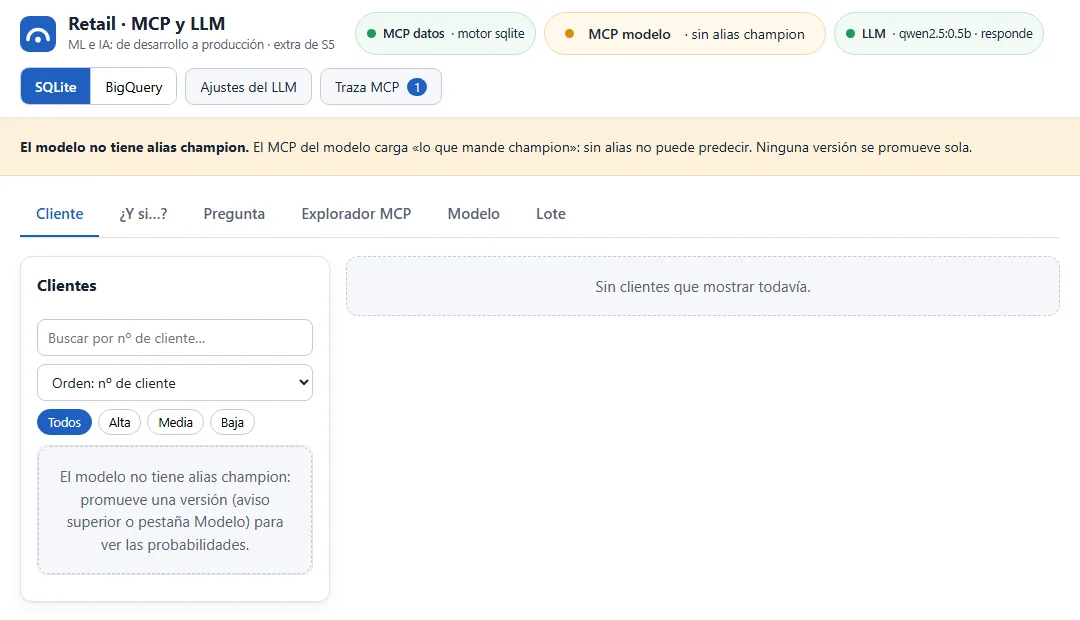 Retail · MCP y LLM
ML e IA: de desarrollo a producción · extra de S5
MCP datos · motor sqlite
MCP modelo · sin alias champion
LLM · qwen2.5:0.5b · responde
SQLite
BigQuery
Ajustes del LLM
Traza MCP 1
El modelo no tiene alias champion. El MCP del modelo carga «lo que mande champion»: sin alias no puede predecir. Ninguna versión se promueve sola.
Cliente
¿Y si...?
Pregunta
Explorador MCP
Modelo
Lote
Clientes
Buscar por nº de cliente...
Orden: nº de cliente
Todos
Alta
Media
Baja
El modelo no tiene alias champion:
promueve una versión (aviso
superior o pestaña Modelo) para
ver las probabilidades.
Sin clientes que mostrar todavía.